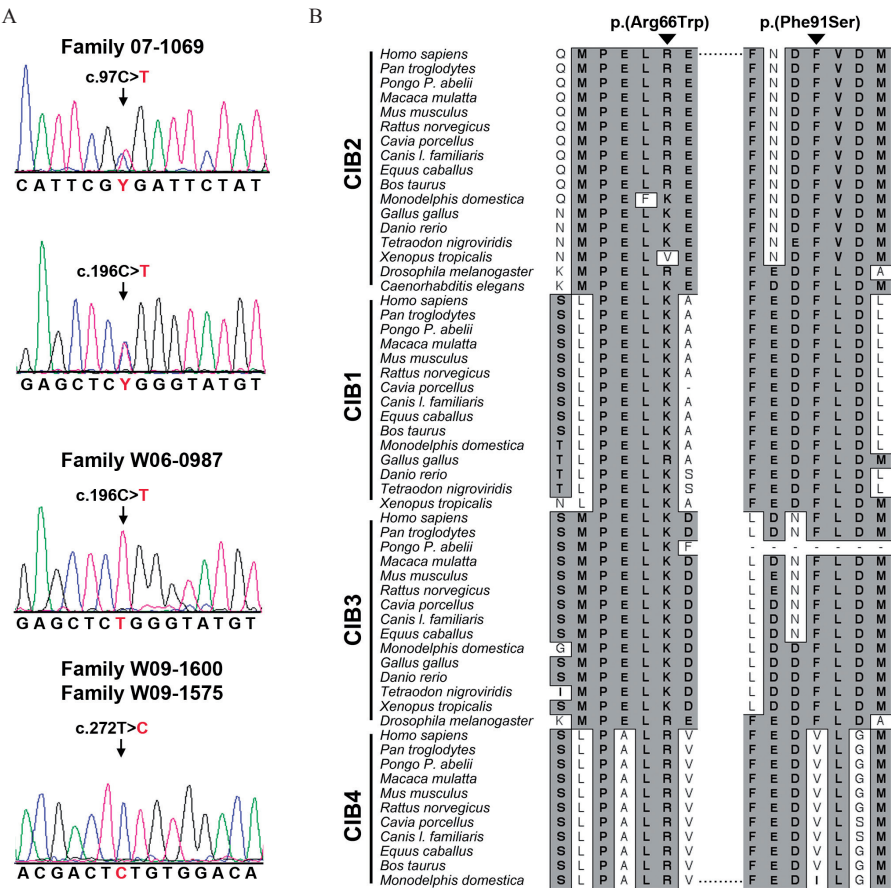 A
Family 07-1069
c.97C>T
CATTCGYGATTCTAT
c.196C>T
GAGCTCYGGGTATGT
Family W06-0987
c.196C>T
GAGCTCTGGGTATGT
Family W09-1600
Family W09-1575
c.272T>C
ACGACTCTGTGGACA
B
p.(Arg66Trp) p.(Phe91Ser)
CIB2
Homo sapiens Q M P E L R E ........ F N D F V D M
Pan troglodytes Q M P E L R E F N D F V D M
Pongo P. abelii Q M P E L R E F N D F V D M
Macaca mulatta Q M P E L R E F N D F V D M
Mus musculus Q M P E L R E F N D F V D M
Rattus norvegicus Q M P E L R E F N D F V D M
Cavia porcellus Q M P E L R E F N D F V D M
Canis l. familiaris Q M P E L R E F N D F V D M
Equus caballus Q M P E L R E F N D F V D M
Bos taurus Q M P E L R E F N D F V D M
Monodelphis domestica Q M P E F K E F N D F V D M
Gallus gallus N M P E L K E F N D F V D M
Danio rerio N M P E L K E F N D F V D M
Tetraodon nigroviridis N M P E L K E F N E F V D M
Xenopus tropicalis N M P E L V E F N D F V D M
Drosophila melanogaster K M P E L R E F E D F L D A
Caenorhabditis elegans K M P E L K E F D D F L D M
CIB1
Homo sapiens S L P E L K A F E D F L D L
Pan troglodytes S L P E L K A F E D F L D L
Pongo P. abelii S L P E L K A F E D F L D L
Macaca mulatta S L P E L K A F E D F L D L
Mus musculus S L P E L K A F E D F L D L
Rattus norvegicus S L P E L K A F E D F L D L
Cavia porcellus S L P E L K - F E D F L D L
Canis l. familiaris S L P E L K A F E D F L D L
Equus caballus S L P E L K A F E D F L D L
Bos taurus S L P E L K A F E D F L D L
Monodelphis domestica T L P E L K A F E D F L D L
Gallus gallus T L P E L R A F E D F L D M
Danio rerio T L P E L K S F E D F L D L
Tetraodon nigroviridis T L P E L K S F E D F L D L
Xenopus tropicalis N L P E L K A F E D F L D M
CIB3
Homo sapiens S M P E L K D L D N F L D M
Pan troglodytes S M P E L K D L D N F L D M
Pongo P. abelii S M P E L K F - - - - - - -
Macaca mulatta S M P E L K D L E N F L D M
Mus musculus S M P E L K D L E N F L D M
Rattus norvegicus S M P E L K D L E N F L D M
Cavia porcellus S M P E L K D L E N F L D M
Canis l. familiaris S M P E L K D L E N F L D M
Equus caballus S M P E L K D L E N F L D M
Monodelphis domestica G M P E L K D L D D F L D M
Gallus gallus S M P E L K D L D D F L D M
Danio rerio S M P E L K D L D D F L D M
Tetraodon nigroviridis I M P E L K D L D D F L D M
Xenopus tropicalis S M P E L K D L D D F L D M
Drosophila melanogaster K M P E L R E F E D F L D A
CIB4
Homo sapiens S L P A L R V F E D V L G M
Pan troglodytes S L P A L R V F E D V L G M
Pongo P. abelii S L P A L R V F E D V L G M
Macaca mulatta S L P A L R V F E D V L G M
Mus musculus S L P A L R V F E D V L G M
Rattus norvegicus S L P A L R V F E D V L G M
Cavia porcellus S L P A L R V F E D V L S M
Canis l. familiaris S L P A L R V F E D V L S M
Equus caballus S L P A L R V F E D V L G M
Bos taurus S L P A L R V F E D V L G M
Monodelphis domestica S L P A L R V ........ F E D I L G M